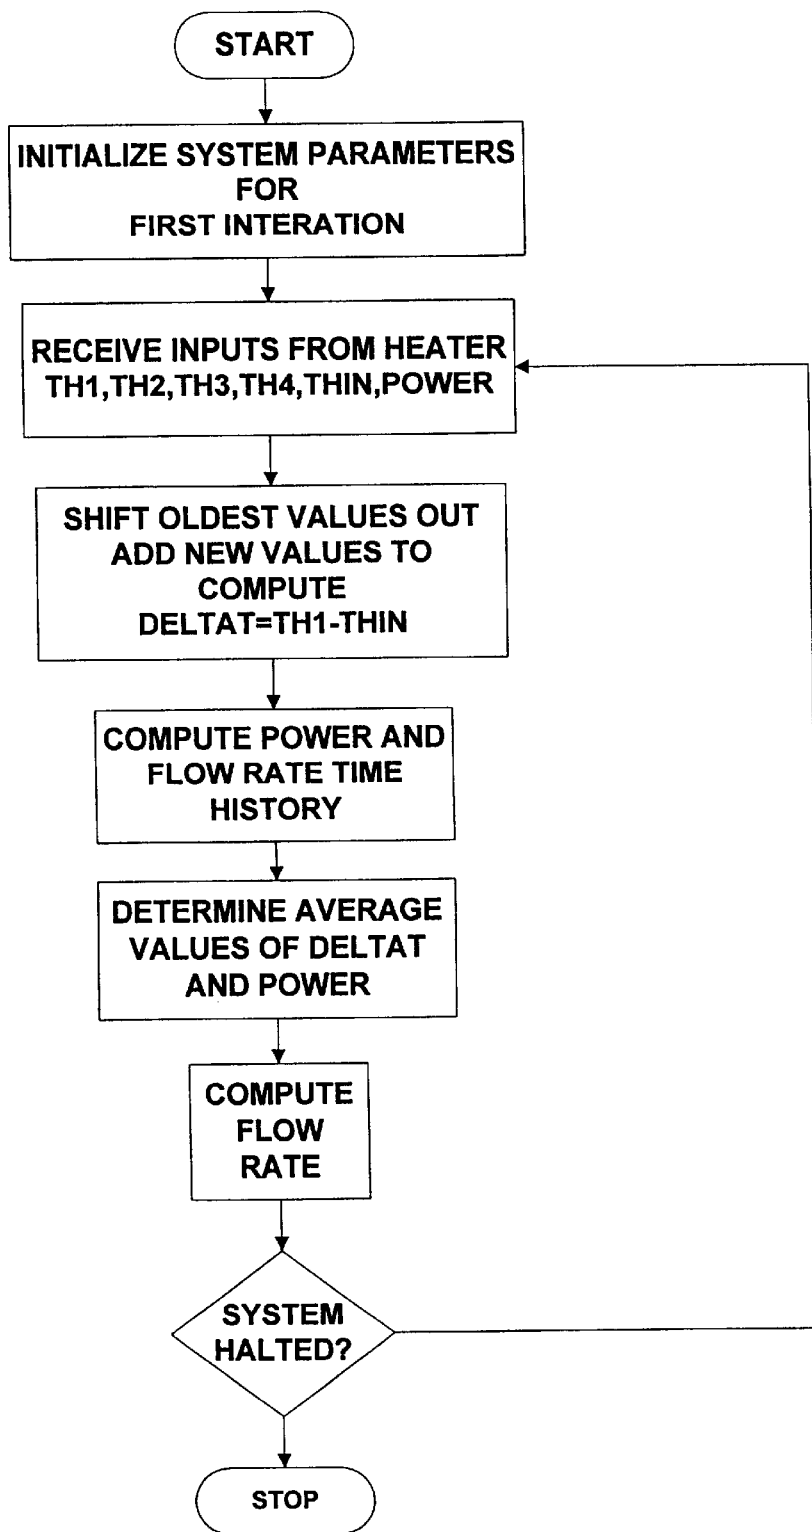 START
INITIALIZE SYSTEM PARAMETERS
FOR
FIRST INTERATION
RECEIVE INPUTS FROM HEATER
TH1,TH2,TH3,TH4,THIN,POWER
SHIFT OLDEST VALUES OUT
ADD NEW VALUES TO
COMPUTE
DELTAT=TH1-THIN
COMPUTE POWER AND
FLOW RATE TIME
HISTORY
DETERMINE AVERAGE
VALUES OF DELTAT
AND POWER
COMPUTE
FLOW
RATE
SYSTEM
HALTED?
STOP